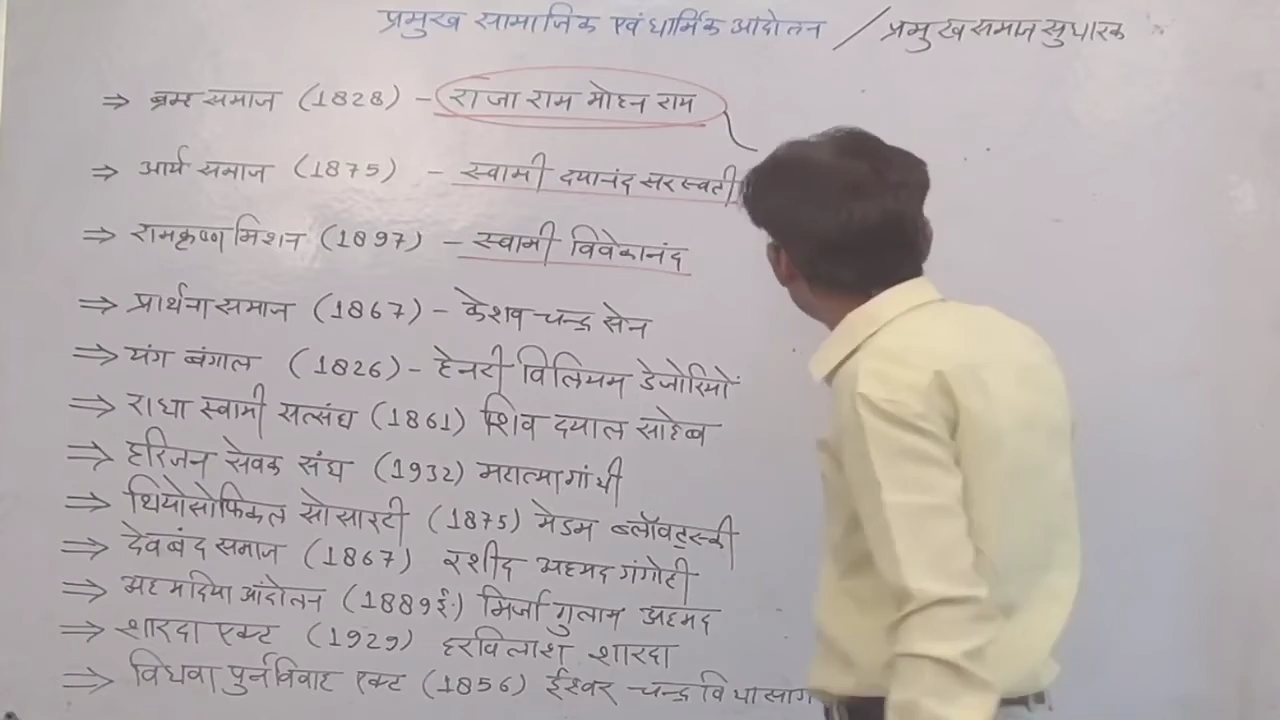 प्रमुख सामाजिक एवं धार्मिक आंदोलन / प्रमुख समाज सुधारक
⇒ ब्रम्ह समाज (1828) - राजा राम मोहन राय
⇒ आर्य समाज (1875) - स्वामी दयानंद सरस्वती
⇒ रामकृष्ण मिशन (1897) - स्वामी विवेकानंद
⇒ प्रार्थना समाज (1867) - केशव चन्द्र सेन
⇒ यंग बंगाल (1826) - हेनरी विलियम डेजोरियों
⇒ राधा स्वामी सत्संघ (1861) शिव दयाल साहेब
⇒ हरिजन सेवक संघ (1932) महात्मा गांधी
⇒ थियोसोफिकल सोसाइटी (1875) मेडम ब्लॉवट्स्की
⇒ देवबंद समाज (1867) रशीद अहमद गंगोटी
⇒ अहमदिया आंदोलन (1889ई.) मिर्जा गुलाम अहमद
⇒ शारदा एक्ट (1929) हरविलाश शारदा
⇒ विधवा पुर्नविवाह एक्ट (1856) ईश्वर चन्द्र विधासाग